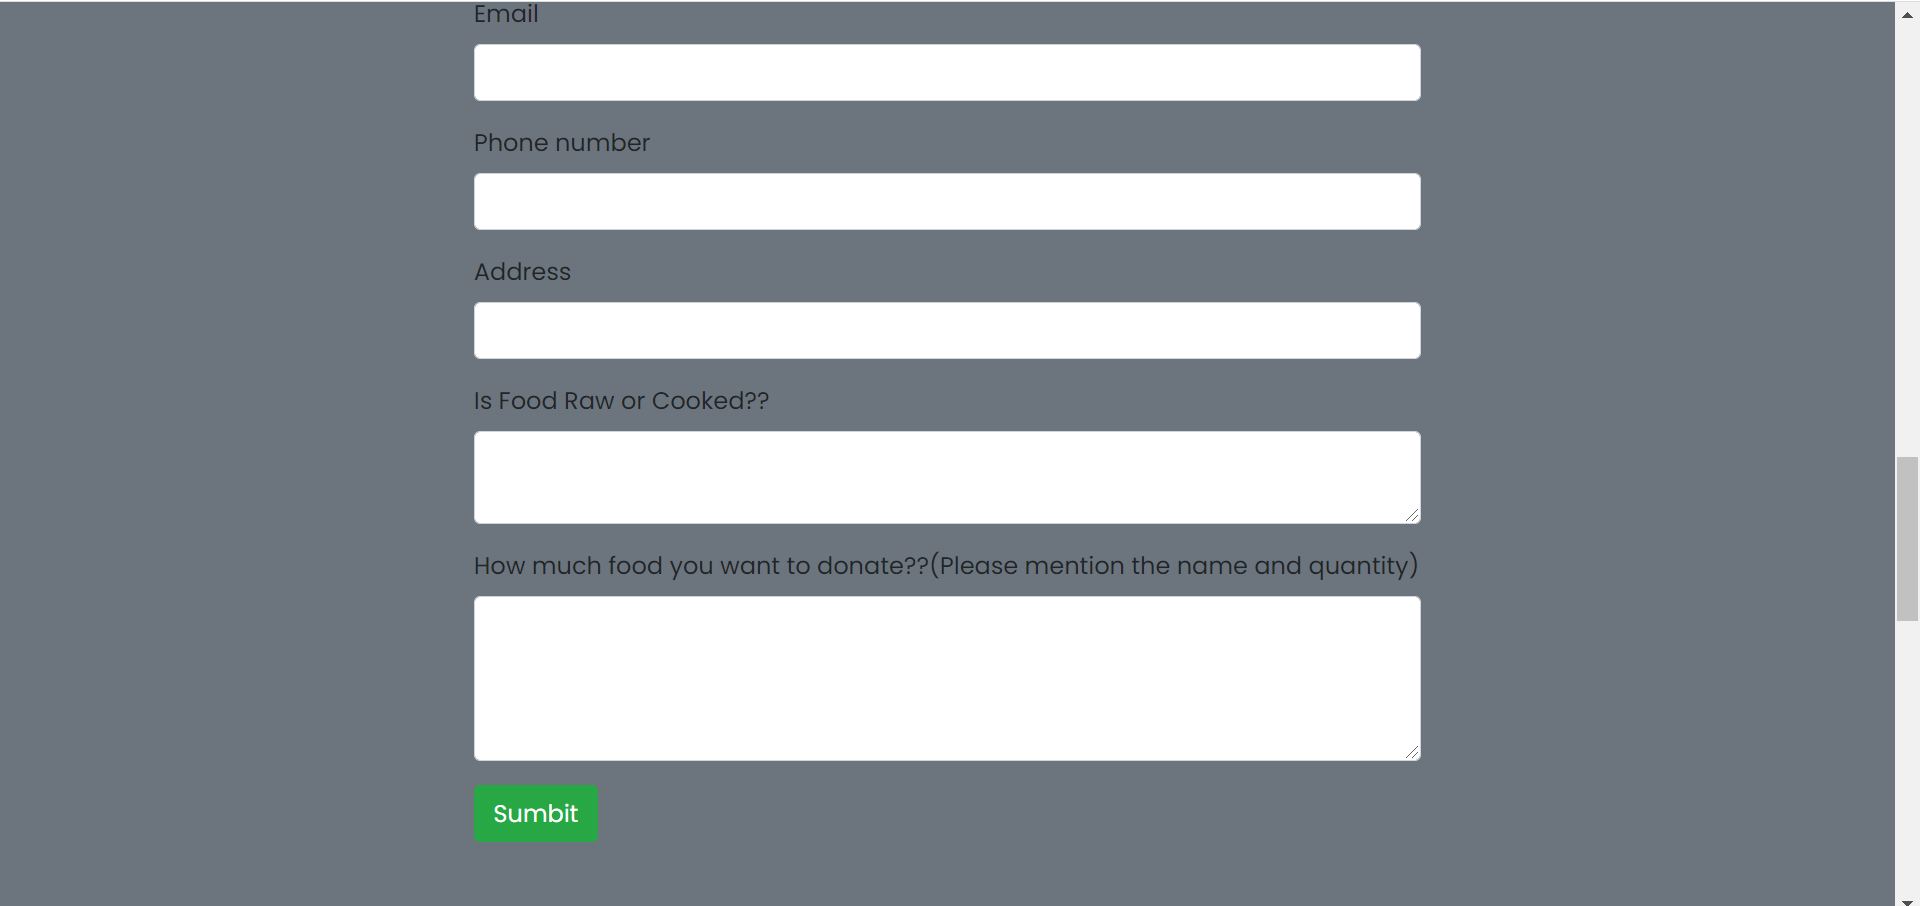 Email
Phone number
Address
Is Food Raw or Cooked??
How much food you want to donate??(Please mention the name and quantity)
Sumbit